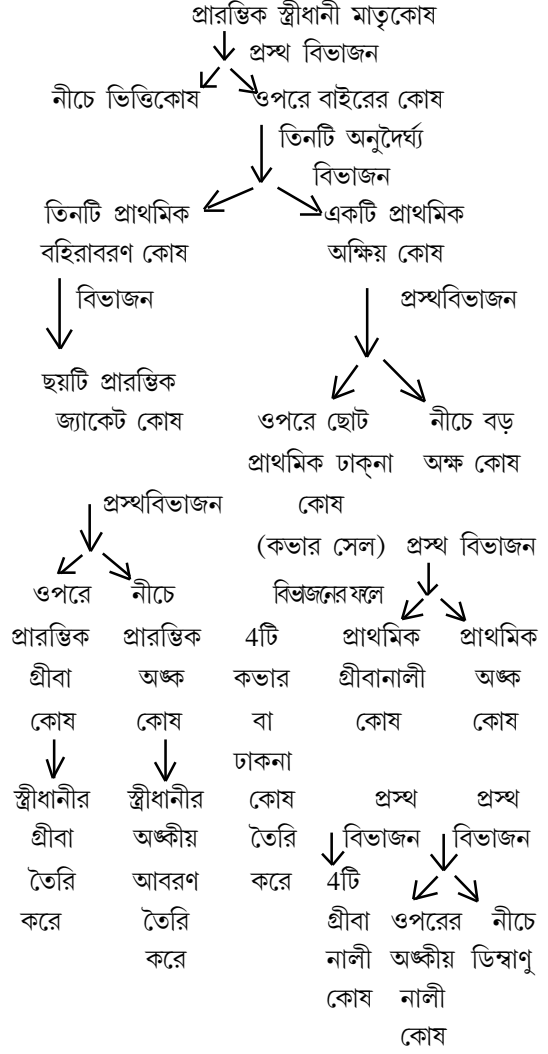 প্রারম্ভিক স্ত্রীধানী মাতৃকোষ
প্রস্থ বিভাজন
নীচে ভিত্তিকোষ ওপরে বাইরের কোষ
তিনটি অনুদৈর্ঘ্য
বিভাজন
তিনটি প্রাথমিক একটি প্রাথমিক
বহিরাবরণ কোষ অক্ষিয় কোষ
বিভাজন প্রস্থবিভাজন
ছয়টি প্রারম্ভিক
জ্যাকেট কোষ ওপরে ছোট নীচে বড়
প্রাথমিক ঢাক্‌না অক্ষ কোষ
প্রস্থবিভাজন কোষ
(কভার সেল) প্রস্থ বিভাজন
ওপরে নীচে বিভাজনের ফলে
প্রারম্ভিক প্রারম্ভিক 4টি প্রাথমিক প্রাথমিক
গ্রীবা অঙ্ক কভার গ্রীবানালী অঙ্ক
কোষ কোষ বা কোষ কোষ
ঢাকনা
স্ত্রীধানীর স্ত্রীধানীর কোষ প্রস্থ প্রস্থ
গ্রীবা অঙ্কীয় তৈরি বিভাজন বিভাজন
তৈরি আবরণ করে 4টি
করে তৈরি গ্রীবা ওপরের নীচে
করে নালী অঙ্কীয় ডিম্বাণু
কোষ নালী
কোষ